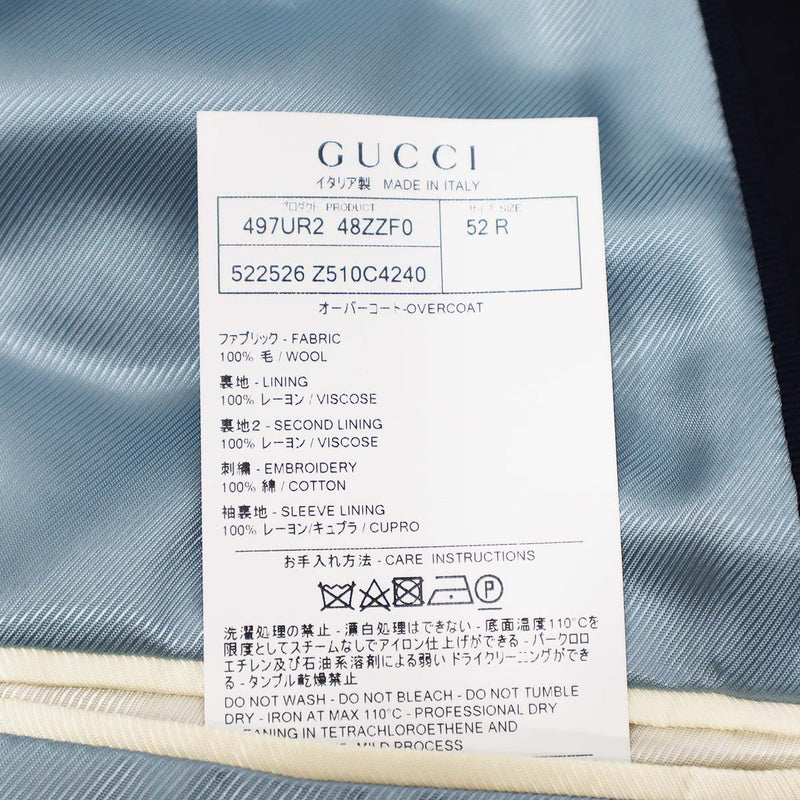 GUCCI
イタリア製 MADE IN ITALY
プロダクト PRODUCT
サイズ SIZE
497UR2 48ZZF0
52 R
522526 Z510C4240
オーバーコート-OVERCOAT
ファブリック - FABRIC
100% 毛 / WOOL
裏地 - LINING
100% レーヨン / VISCOSE
裏地2 - SECOND LINING
100% レーヨン / VISCOSE
刺繍 - EMBROIDERY
100% 綿 / COTTON
袖裏地 - SLEEVE LINING
100% レーヨン/キュプラ / CUPRO
お手入れ方法 - CARE INSTRUCTIONS
P
洗濯処理の禁止 - 漂白処理はできない - 底面温度110℃を
限度としてスチームなしでアイロン仕上げができる - パークロロ
エチレン及び石油系溶剤による弱い ドライクリーニングができ
る - タンブル乾燥禁止
DO NOT WASH - DO NOT BLEACH - DO NOT TUMBLE
DRY - IRON AT MAX 110°C - PROFESSIONAL DRY
CLEANING IN TETRACHLOROETHENE AND
MILD PROCESS